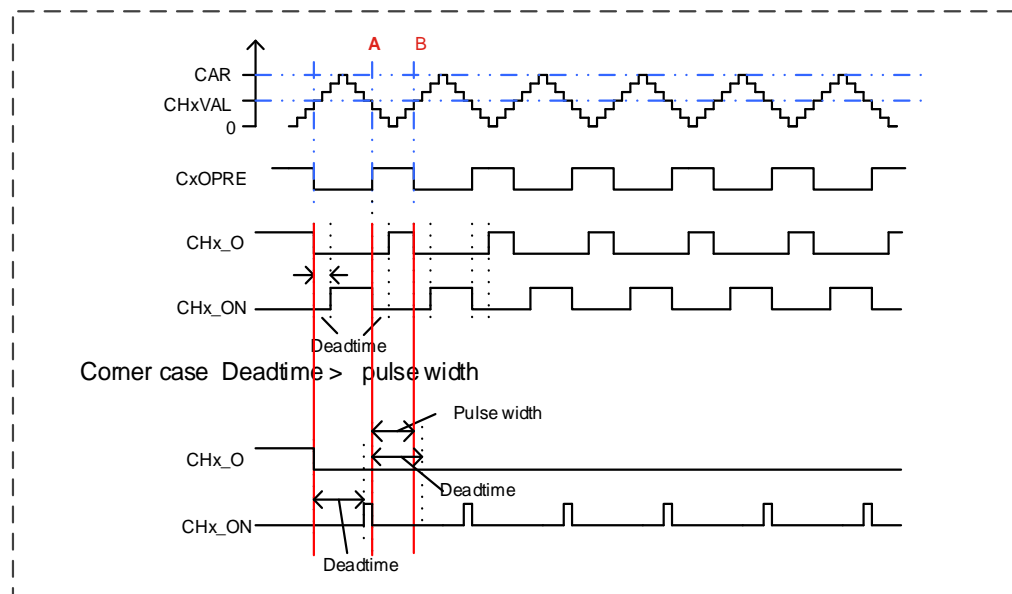 A B
CAR
CHxVAL
0
CxOPRE
CHx_O
CHx_ON
Deadtime
Corner case Deadtime > pulse width
Pulse width
CHx_O
Deadtime
CHx_ON
Deadtime